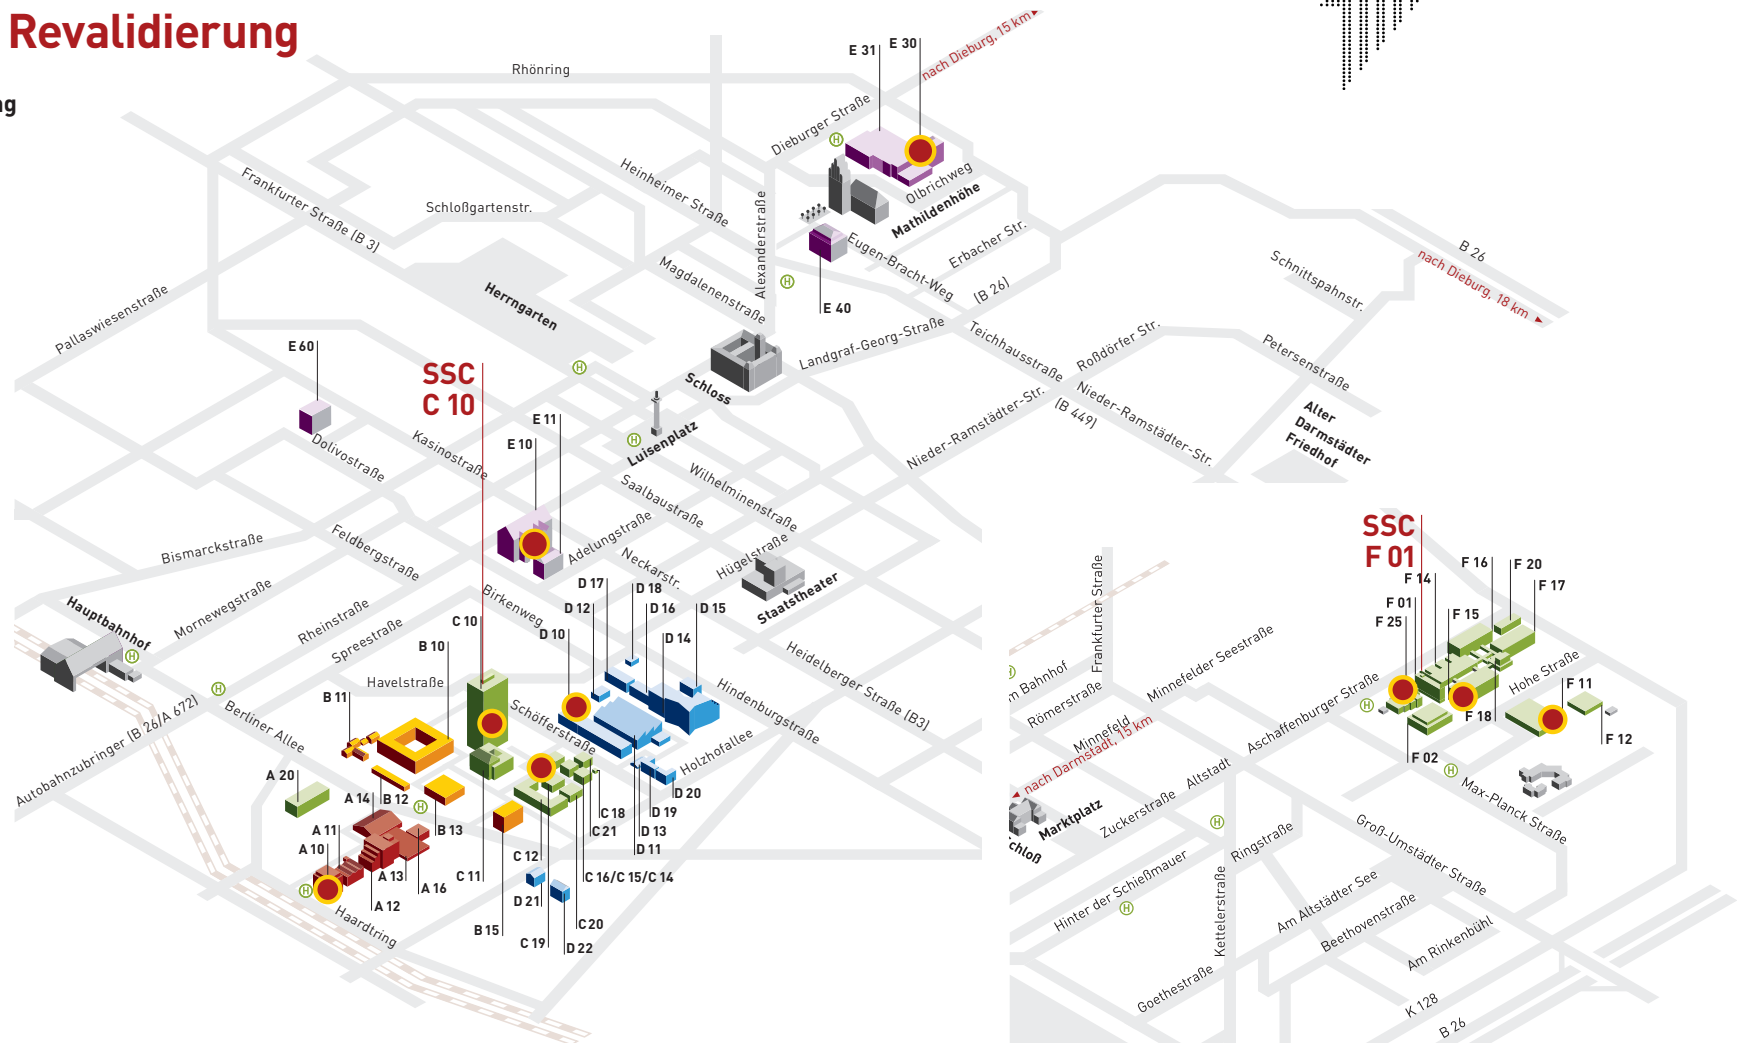 Revalidierung
ng
Rhönring
nach Dieburg, 15 km
E 31
E 30
Dieburger Straße
H
Olbrichweg
Mathildenhöhe
Heinheimer Straße
Frankfurter Straße (B 3)
Schloßgartenstr.
Alexanderstraße
Eugen-Bracht-Weg
Erbacher Str.
(B 26)
E 40
H
Magdalenenstraße
Herrngarten
Pallaswiesenstraße
B 26
nach Dieburg, 18 km
Schnittspahnstr.
Landgraf-Georg-Straße
Teichhausstraße
Roßdörfer Str.
Petersenstraße
E 60
H
SSC
C 10
Schloss
Nieder-Ramstädter-Str.
(B 449)
Nieder-Ramstädter-Str.
Alter
Darmstädter
Friedhof
E 11
E 10
H
Luisenplatz
Dolivostraße
Kasinostraße
Wilhelminenstraße
Saalbaustraße
Adelungstraße
Hügelstraße
Neckarstr.
Staatstheater
Bismarckstraße
Feldbergstraße
Mornewegstraße
Rheinstraße
Spreestraße
Birkenweg
Hauptbahnhof
H
D 17
D 18
D 12
D 16
D 15
D 10
D 14
C 10
B 10
Heidelberger Straße (B3)
Hindenburgstraße
Havelstraße
Schöfferstraße
Holzhofallee
B 11
H
Berliner Allee
Autobahnzubringer (B 26/A 672)
A 20
A 14
B 12
H
B 13
A 11
A 10
A 13
A 16
A 12
H
Haardtring
C 11
B 15
C 12
C 18
C 21
D 20
D 19
D 13
D 11
C 16/C 15/C 14
D 21
C 20
C 19
D 22
SSC
F 01
F 16
F 20
F 14
F 17
F 01
F 15
F 25
Frankfurter Straße
Minnefelder Seestraße
H
m Bahnhof
Römerstraße
Minnefeld
nach Darmstadt, 15 km
Aschaffenburger Straße
H
Hohe Straße
F 11
F 18
F 12
F 02
H
Max-Planck Straße
Altstadt
Zuckerstraße
Marktplatz
chloß
H
Ringstraße
Groß-Umstädter Straße
Hinter der Schießmauer
H
Kettelerstraße
Am Altstädter See
Beethovenstraße
Am Rinkenbühl
Goethestraße
K 128
B 26